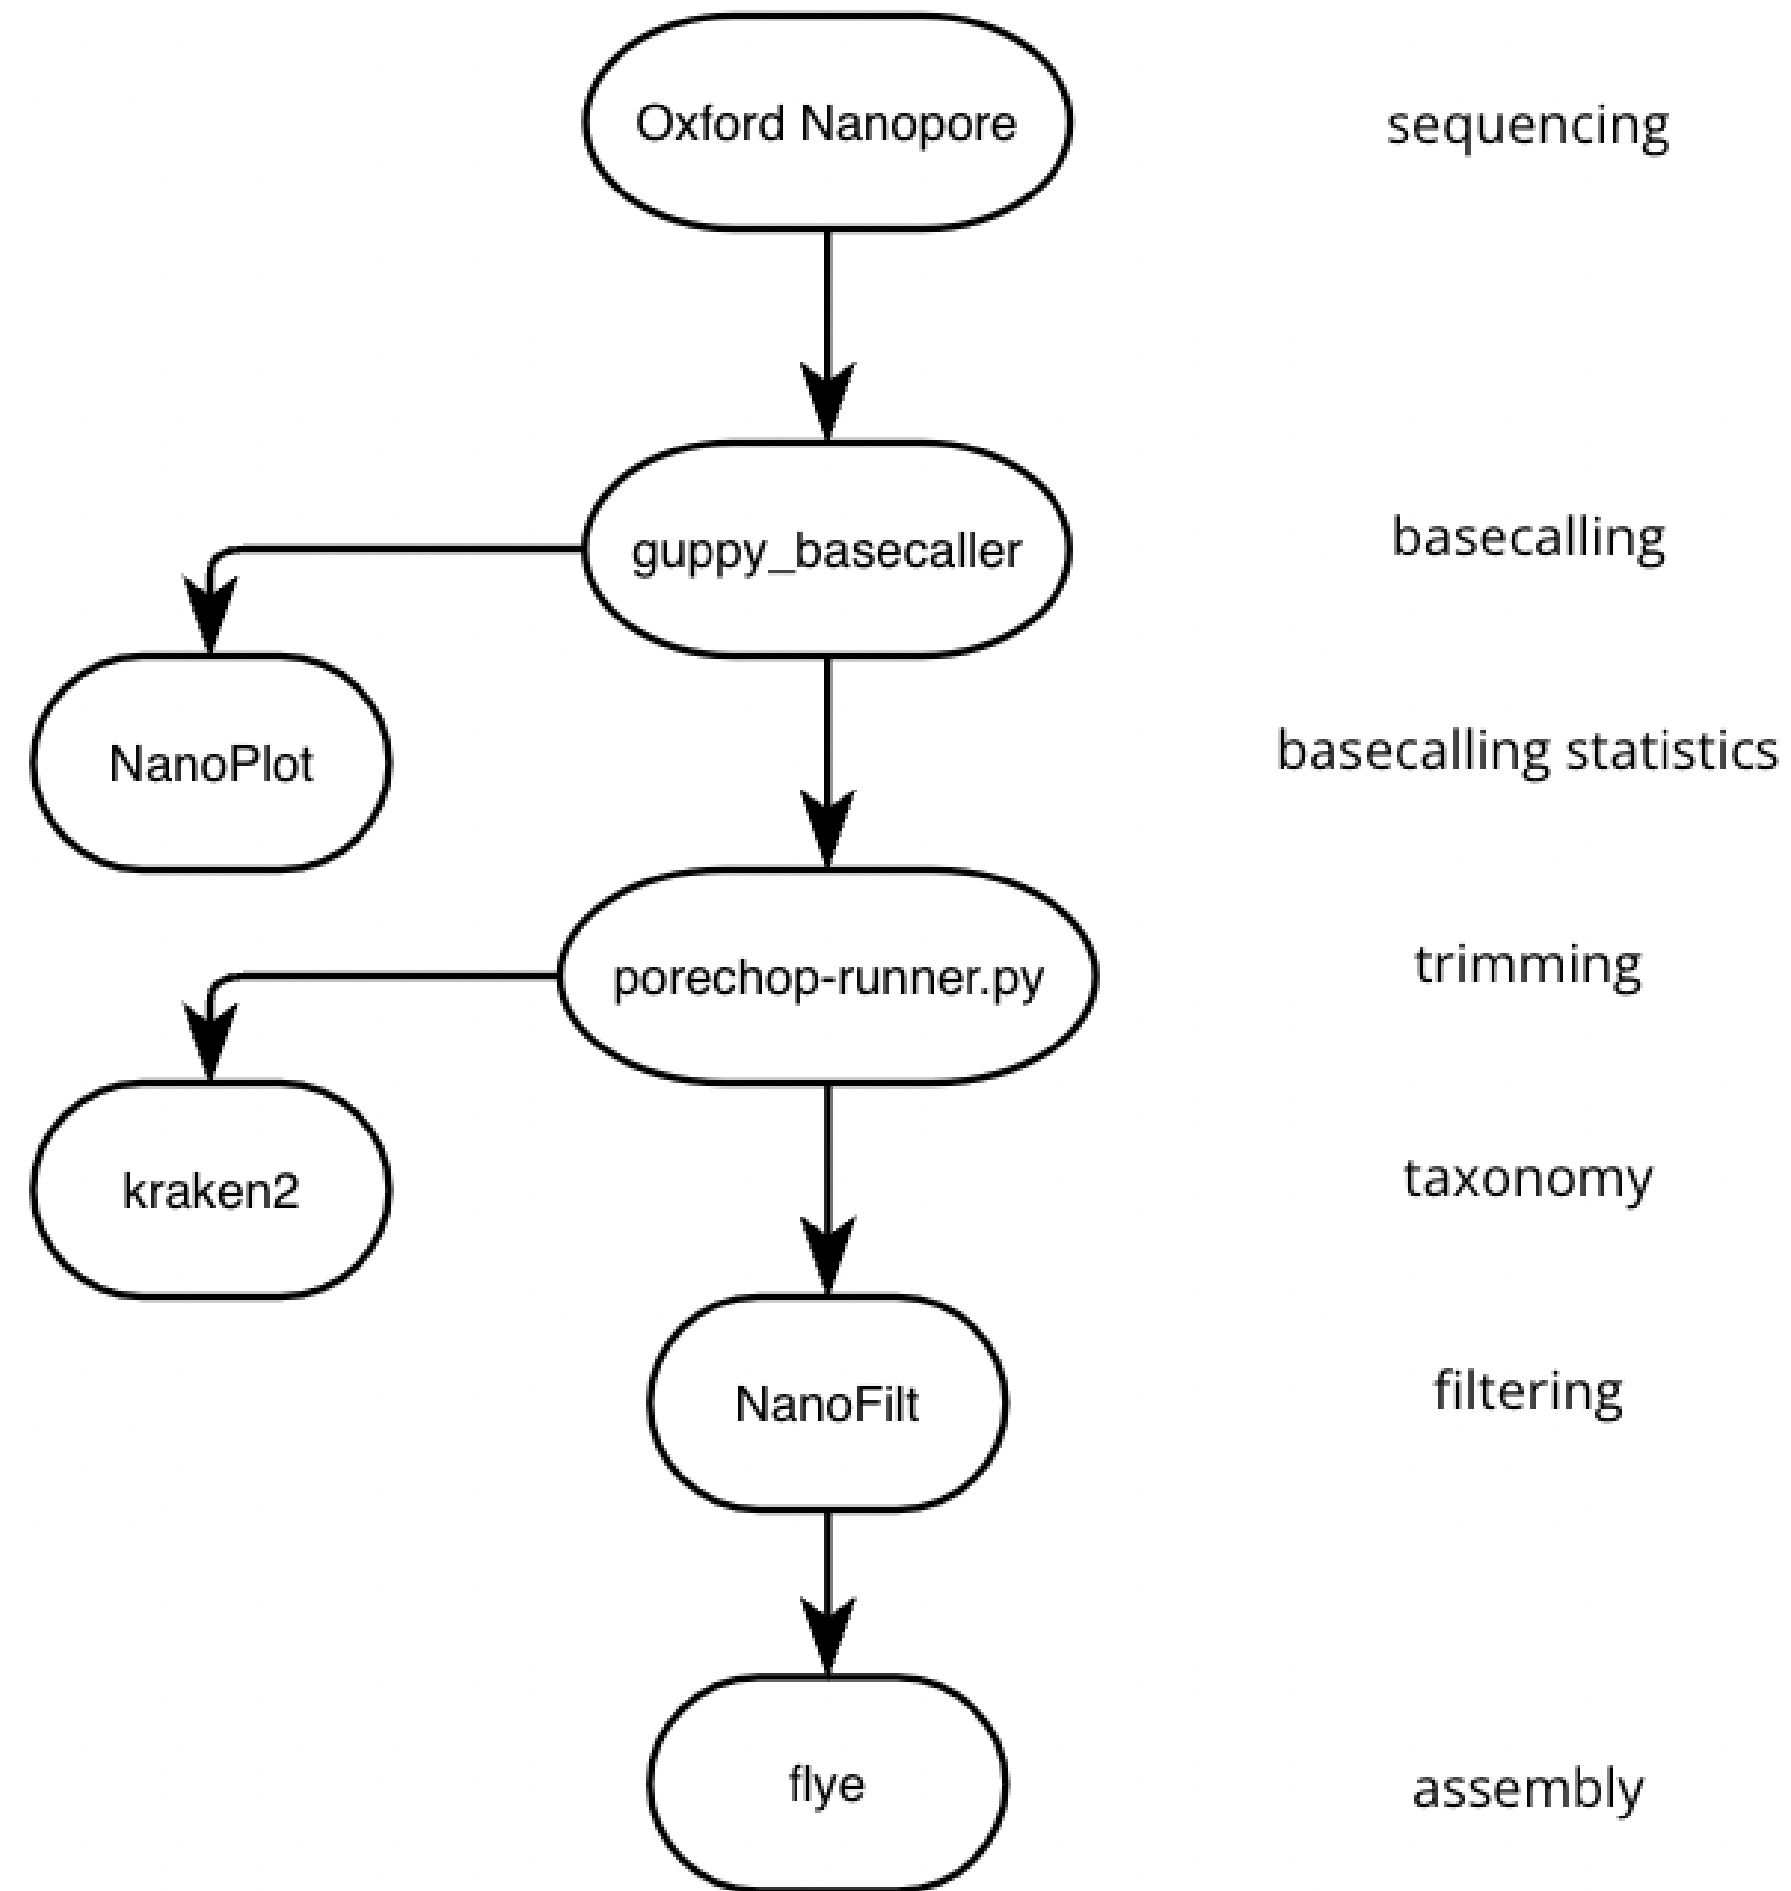 Oxford Nanopore
sequencing
guppy_basecaller
basecalling
NanoPlot
basecalling statistics
porechop-runner.py
trimming
kraken2
taxonomy
NanoFilt
filtering
flye
assembly